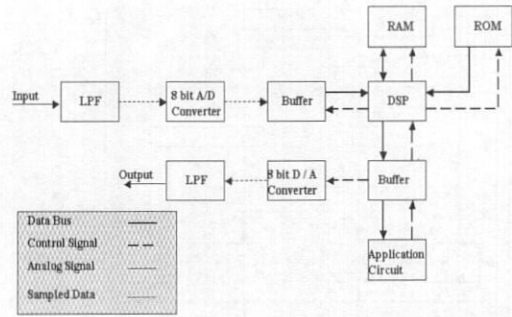 RAM
ROM
Input
LPF
8 bit A/D
Converter
Buffer
DSP
Output
LPF
8 bit D / A
Converter
Buffer
Application
Circuit
Data Bus
Control Signal
Analog Signal
Sampled Data